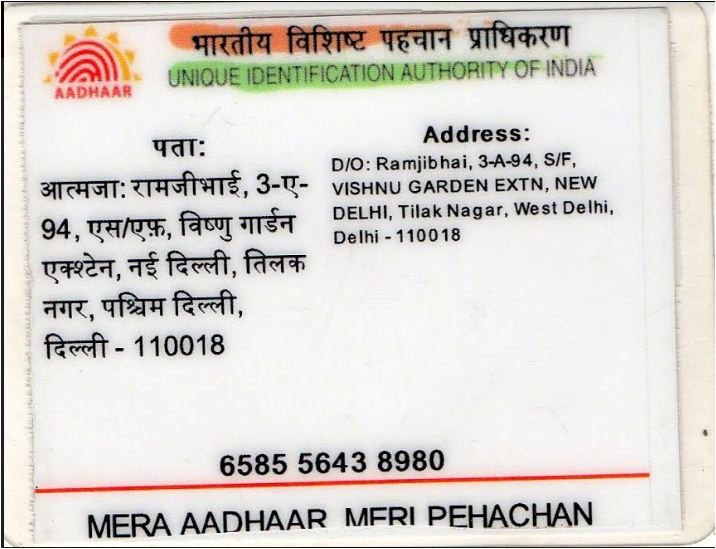 भारतीय विशिष्ट पहचान प्राधिकरण
UNIQUE IDENTIFICATION AUTHORITY OF INDIA
AADHAAR
पता:
आत्मजा: रामजीभाई, 3-ए-
94, एस/एफ़, विष्णु गार्डन
एक्श्टेन, नई दिल्ली, तिलक
नगर, पश्चिम दिल्ली,
दिल्ली - 110018
Address:
D/O: Ramjibhai, 3-A-94, S/F,
VISHNU GARDEN EXTN, NEW
DELHI, Tilak Nagar, West Delhi,
Delhi - 110018
6585 5643 8980
MERA AADHAAR, MERI PEHACHAN